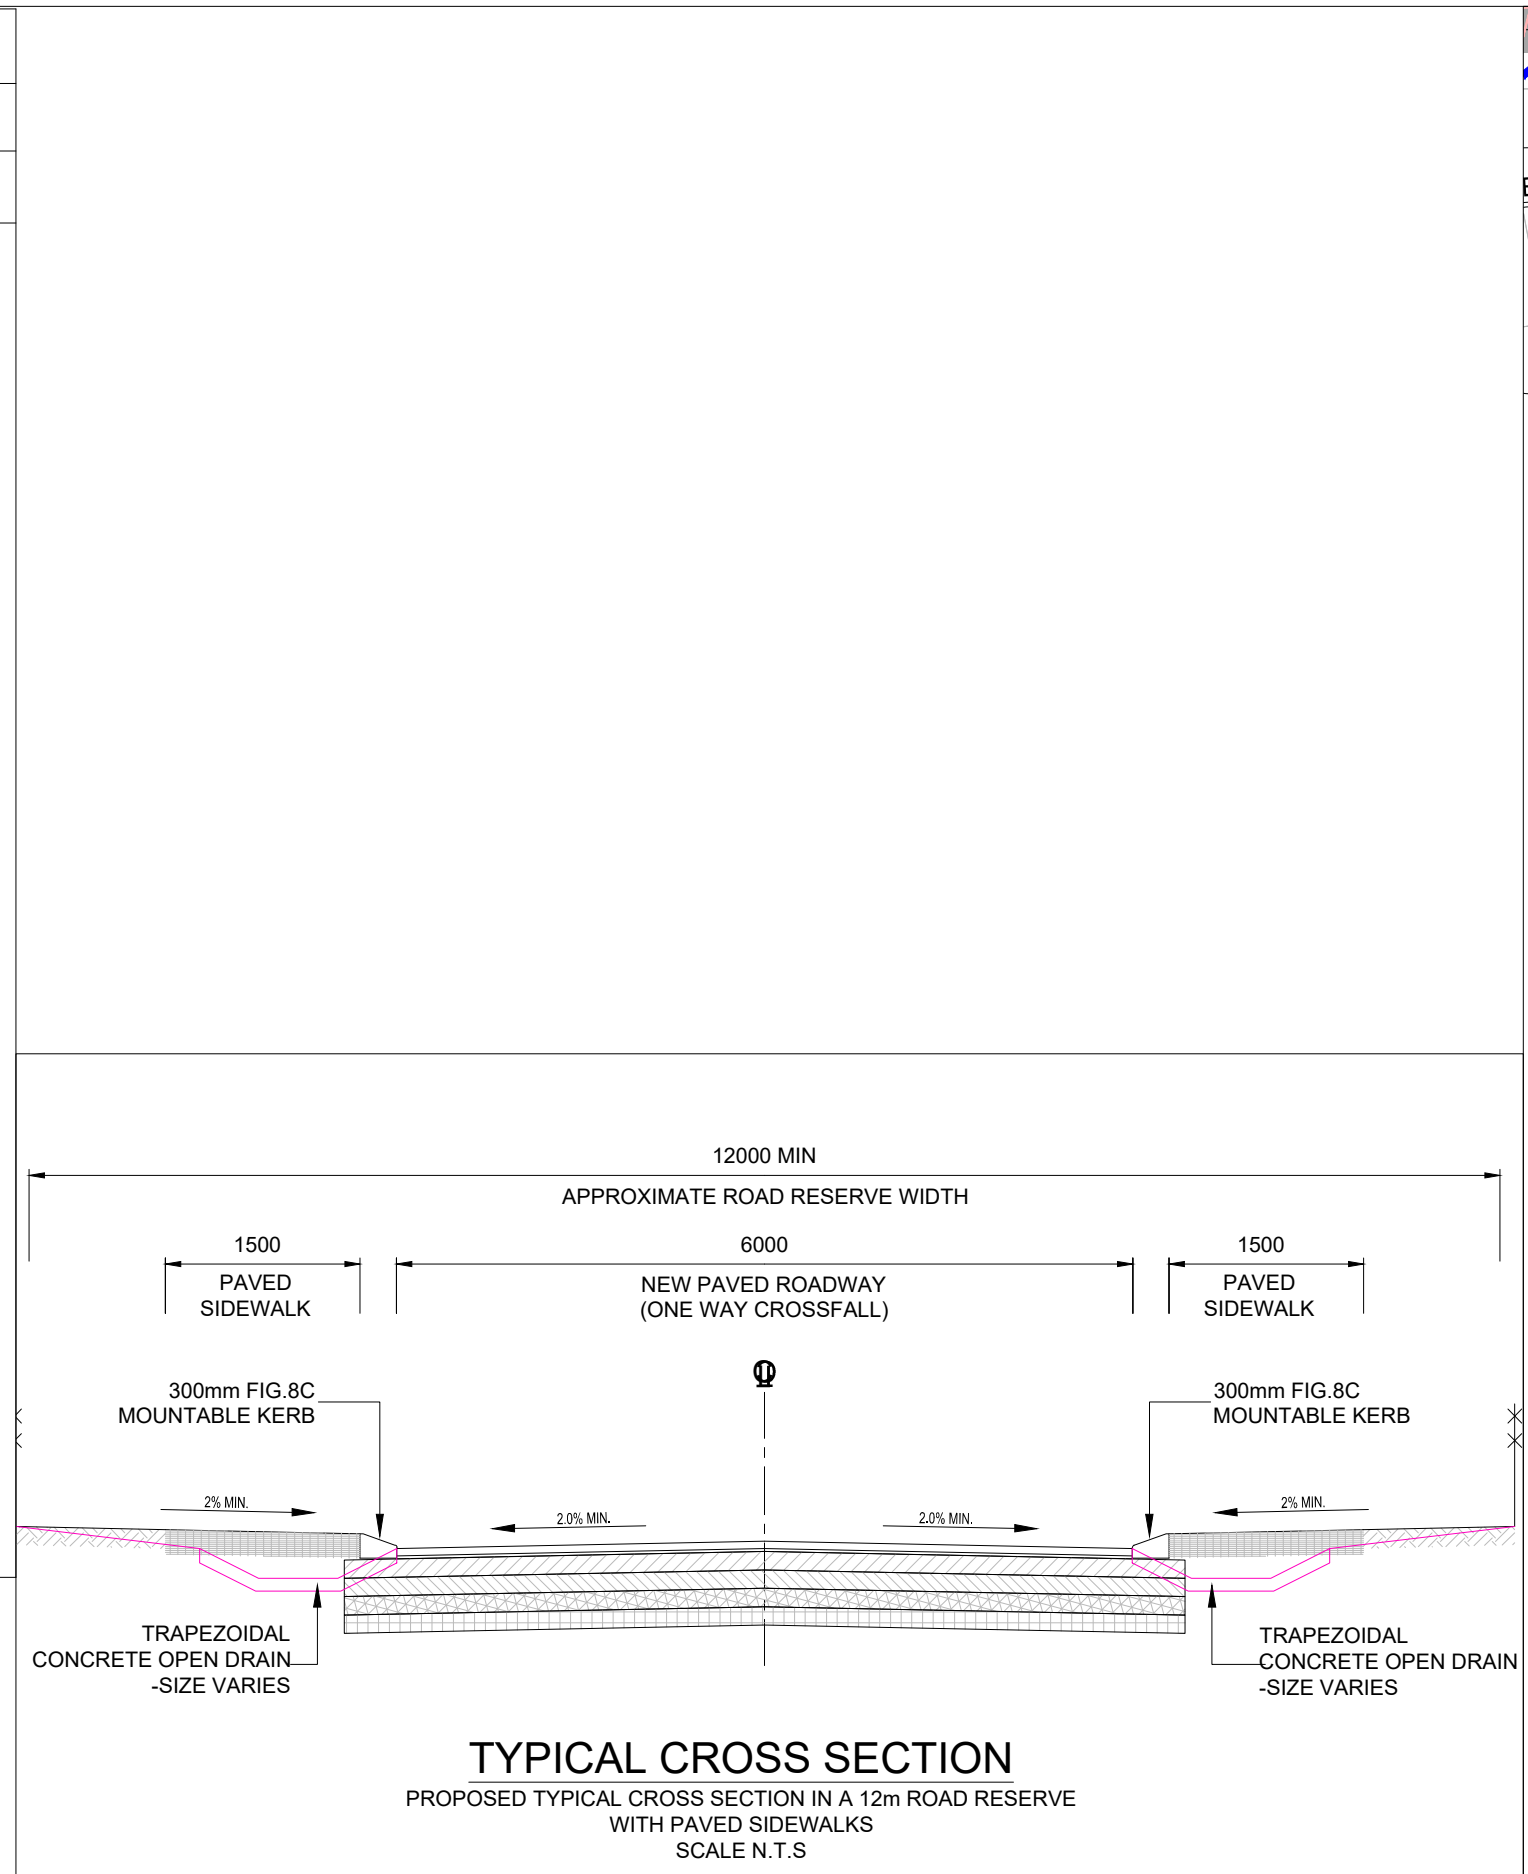 12000 MIN
APPROXIMATE ROAD RESERVE WIDTH
1500
6000
1500
PAVED
SIDEWALK
NEW PAVED ROADWAY
(ONE WAY CROSSFALL)
PAVED
SIDEWALK
300mm FIG.8C
MOUNTABLE KERB
300mm FIG.8C
MOUNTABLE KERB
2% MIN.
2.0% MIN.
2.0% MIN.
2% MIN.
TRAPEZOIDAL
CONCRETE OPEN DRAIN
-SIZE VARIES
TRAPEZOIDAL
CONCRETE OPEN DRAIN
-SIZE VARIES
TYPICAL CROSS SECTION
PROPOSED TYPICAL CROSS SECTION IN A 12m ROAD RESERVE
WITH PAVED SIDEWALKS
SCALE N.T.S